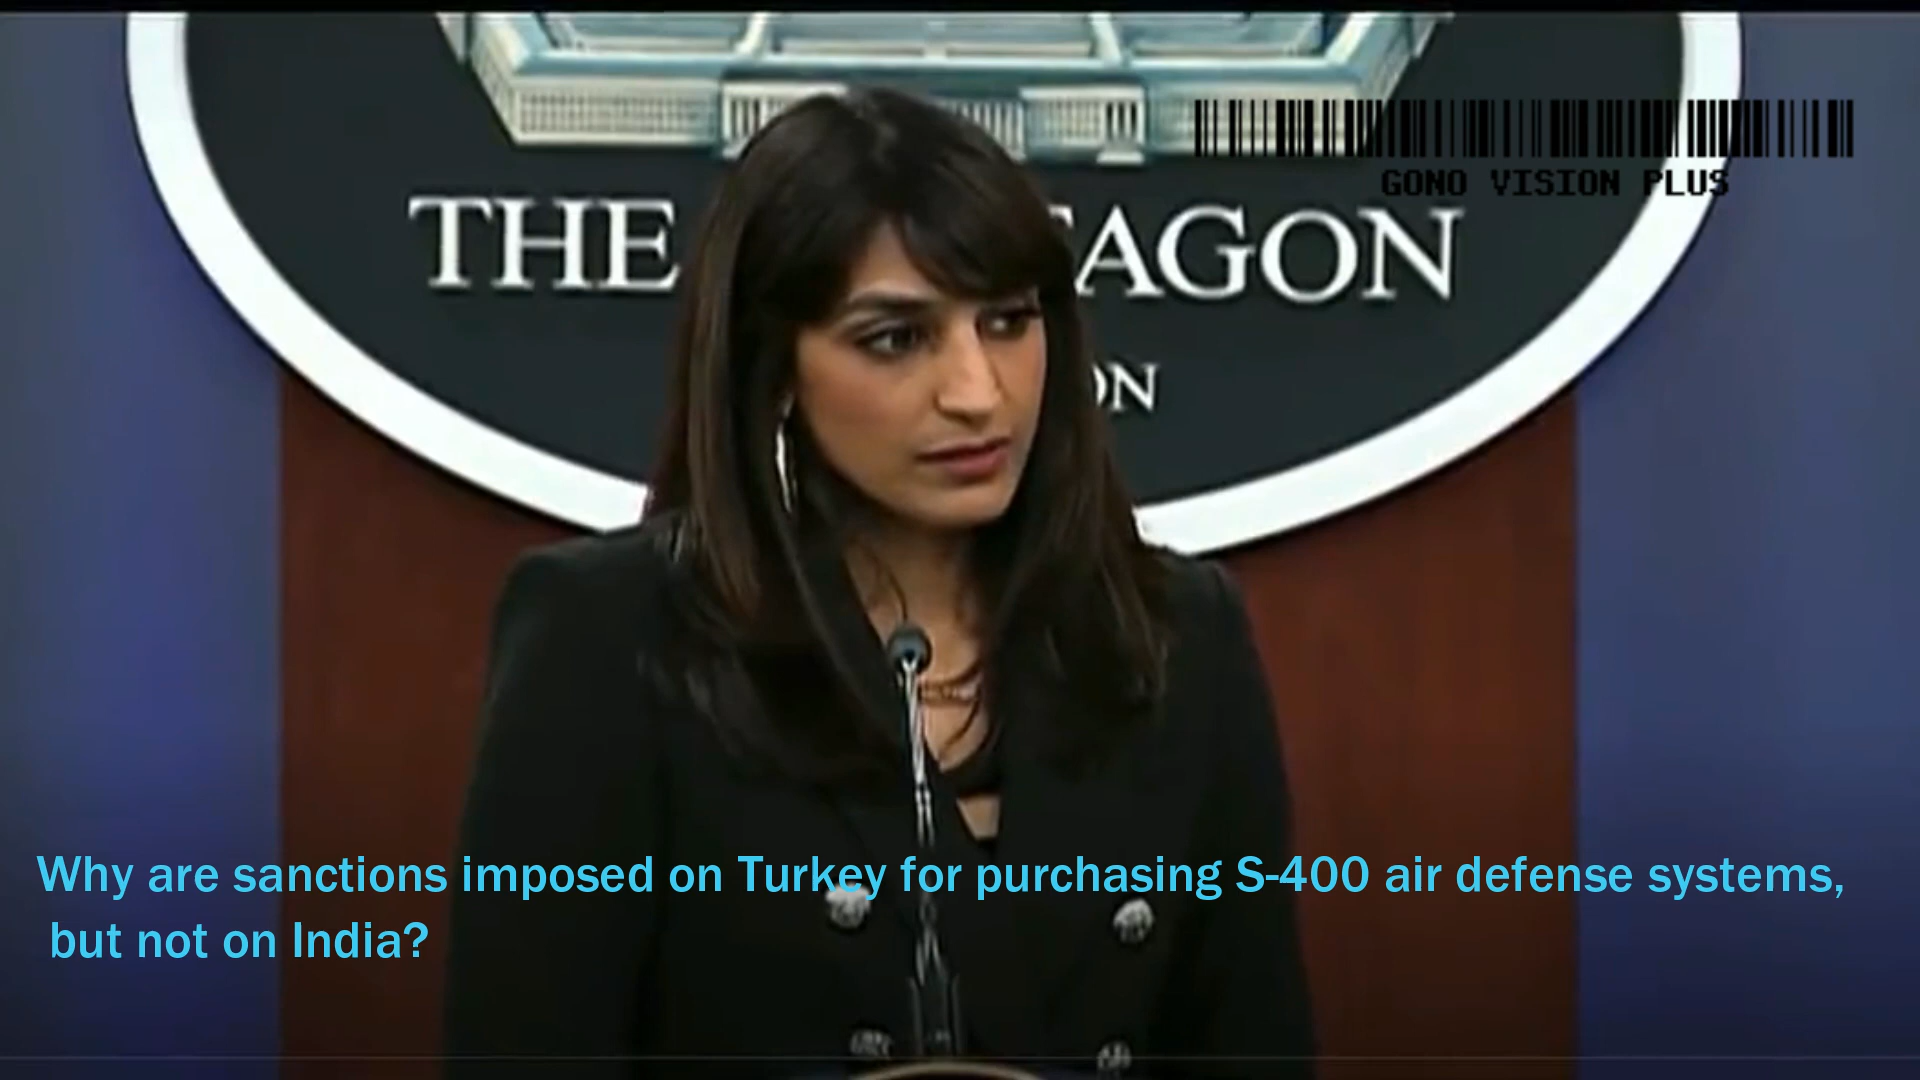 GONO VISION PLUS
THE AGON
ON
Why are sanctions imposed on Turkey for purchasing S-400 air defense systems,
but not on India?